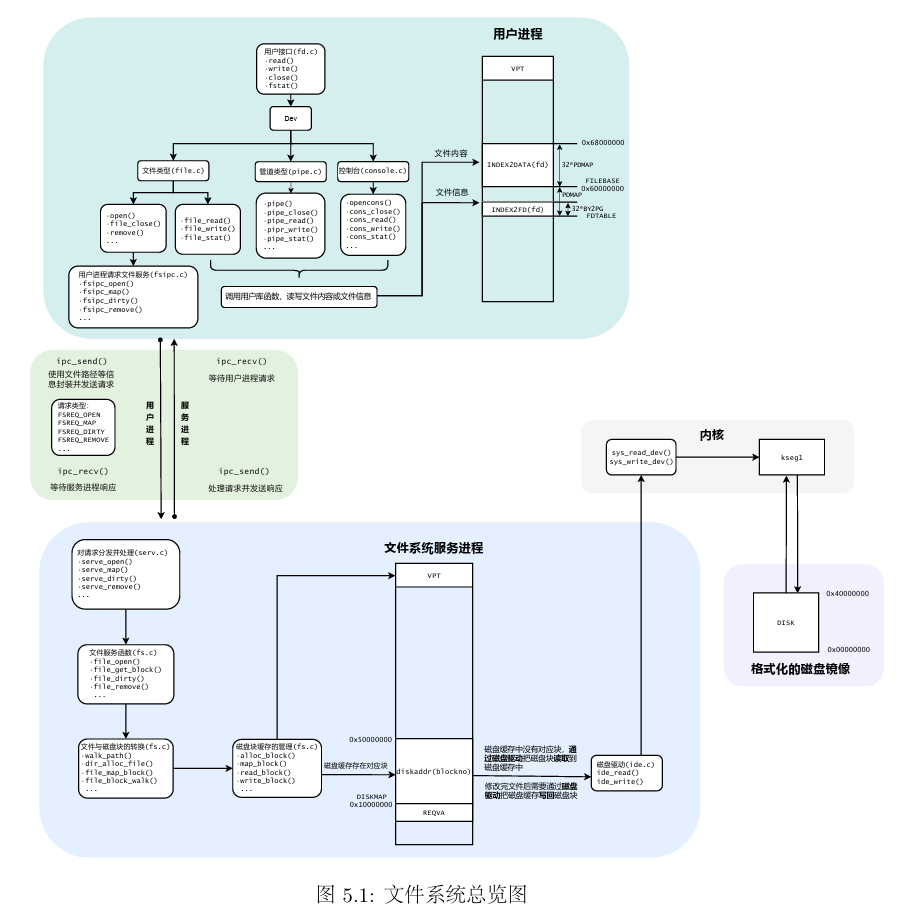 用户进程
用户接口(fd.c)
·read()
·write()
·close()
·fstat()
Dev
文件类型(file.c)
管道类型(pipe.c)
控制台(console.c)
·open()
·file_close()
·remove()
...
·file_read()
·file_write()
·file_stat()
·pipe()
·pipe_close()
·pipe_read()
·pipr_write()
·pipe_stat()
...
·opencons()
·cons_close()
·cons_read()
·cons_write()
·cons_stat()
...
用户进程请求文件服务(fsipc.c)
·fsipc_open()
·fsipc_map()
·fsipc_dirty()
·fsipc_remove()
...
调用用户库函数，读写文件内容或文件信息
文件内容
文件信息
VPT
INDEX2DATA(fd)
INDEX2FD(fd)
0x68000000
32*PDMAP
FILEBASE
0x60000000
PDMAP
32*BY2PG
FDTABLE
ipc_send()
使用文件路径等信
息封装并发送请求
请求类型:
FSREQ_OPEN
FSREQ_MAP
FSREQ_DIRTY
FSREQ_REMOVE
...
ipc_recv()
等待服务进程响应
用户进程
服务进程
ipc_recv()
等待用户进程请求
ipc_send()
处理请求并发送响应
内核
sys_read_dev()
sys_write_dev()
kseg1
DISK
0x40000000
0x00000000
格式化的磁盘镜像
文件系统服务进程
对请求分发并处理(serv.c)
·serve_open()
·serve_map()
·serve_dirty()
·serve_remove()
...
文件服务函数(fs.c)
·file_open()
·file_get_block()
·file_dirty()
·file_remove()
...
文件与磁盘块的转换(fs.c)
·walk_path()
·dir_alloc_file()
·file_map_block()
·file_block_walk()
...
磁盘块缓存的管理(fs.c)
·alloc_block()
·map_block()
·read_block()
·write_block()
...
磁盘缓存存在对应块
VPT
0x50000000
diskaddr(blockno)
DISKMAP
0x10000000
REQVA
磁盘缓存中没有对应块，通
过磁盘驱动把磁盘块读取到
磁盘缓存中
修改完文件后需要通过磁盘
驱动把磁盘缓存写回磁盘块
磁盘驱动(ide.c)
ide_read()
ide_write()
图 5.1: 文件系统总览图